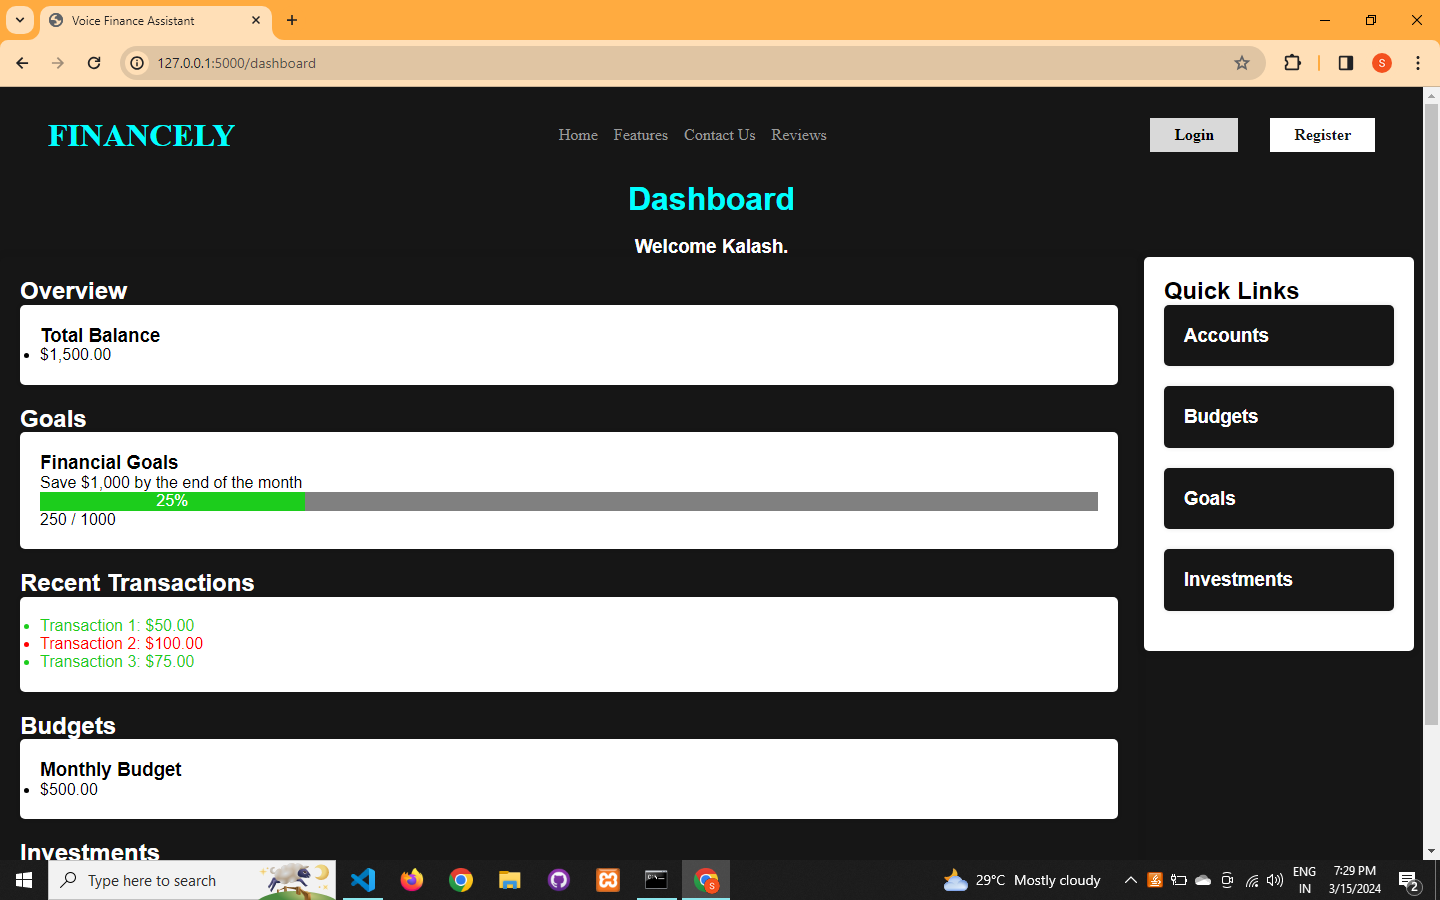 Voice Finance Assistant
127.0.0.1:5000/dashboard
S
FINANCELY
Home Features Contact Us Reviews
Login Register
Dashboard
Welcome Kalash.
Overview
Total Balance
$1,500.00
Goals
Financial Goals
Save $1,000 by the end of the month
25%
250 / 1000
Recent Transactions
Transaction 1: $50.00
Transaction 2: $100.00
Transaction 3: $75.00
Budgets
Monthly Budget
$500.00
Investments
Quick Links
Accounts
Budgets
Goals
Investments
Type here to search
S
29°C Mostly cloudy
ENG
IN
7:29 PM
3/15/2024
2